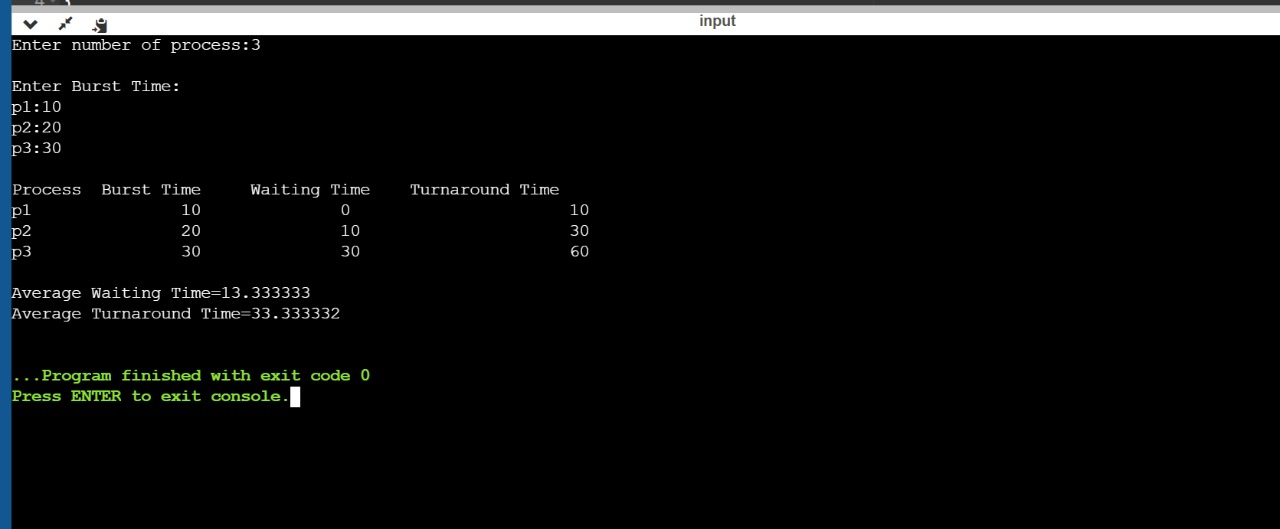 input
Enter number of process:3
Enter Burst Time:
p1:10
p2:20
p3:30
Process  Burst Time     Waiting Time    Turnaround Time
p1               10              0                      10
p2               20              10                     30
p3               30              30                     60
Average Waiting Time=13.333333
Average Turnaround Time=33.333332
...Program finished with exit code 0
Press ENTER to exit console.